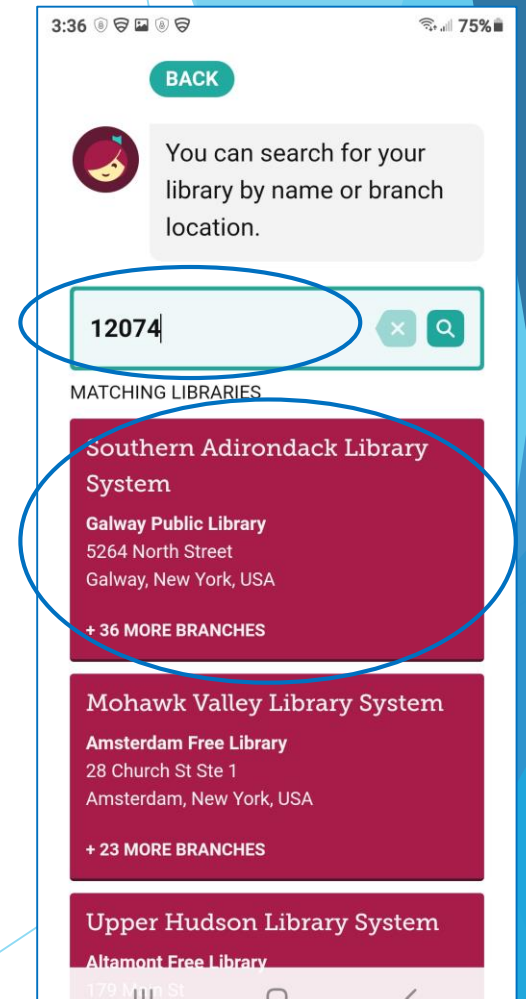 3:36 75%
BACK
You can search for your
library by name or branch
location.
12074
MATCHING LIBRARIES
Southern Adirondack Library
System
Galway Public Library
5264 North Street
Galway, New York, USA
+ 36 MORE BRANCHES
Mohawk Valley Library System
Amsterdam Free Library
28 Church St Ste 1
Amsterdam, New York, USA
+ 23 MORE BRANCHES
Upper Hudson Library System
Altamont Free Library
179 Main St